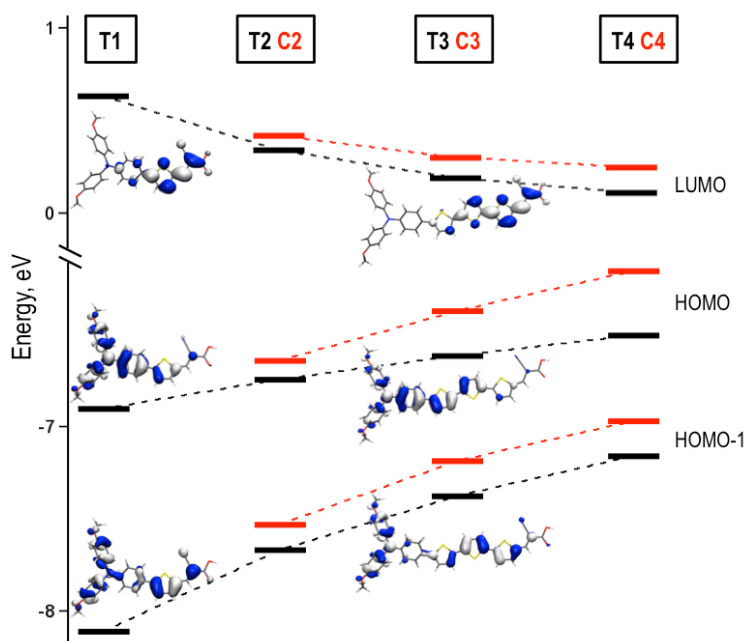 1
T1
T2 C2
T3 C3
T4 C4
LUMO
0
Energy, eV
HOMO
-7
HOMO-1
-8